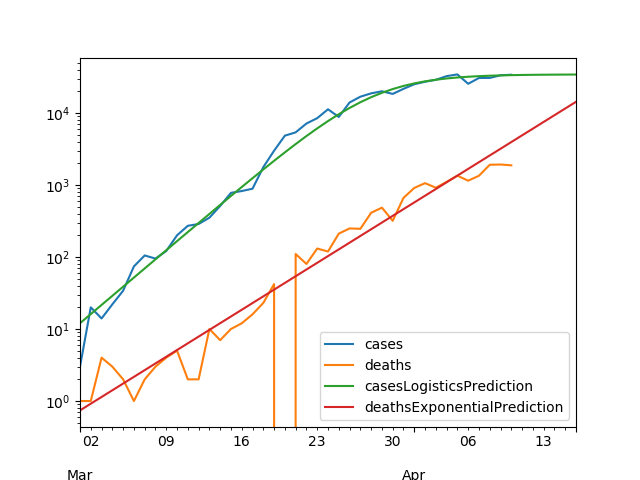 10⁴
10³
10²
10¹
10⁰
cases
deaths
casesLogisticsPrediction
deathsExponentialPrediction
02 09 16 23 30 06 13
Mar Apr